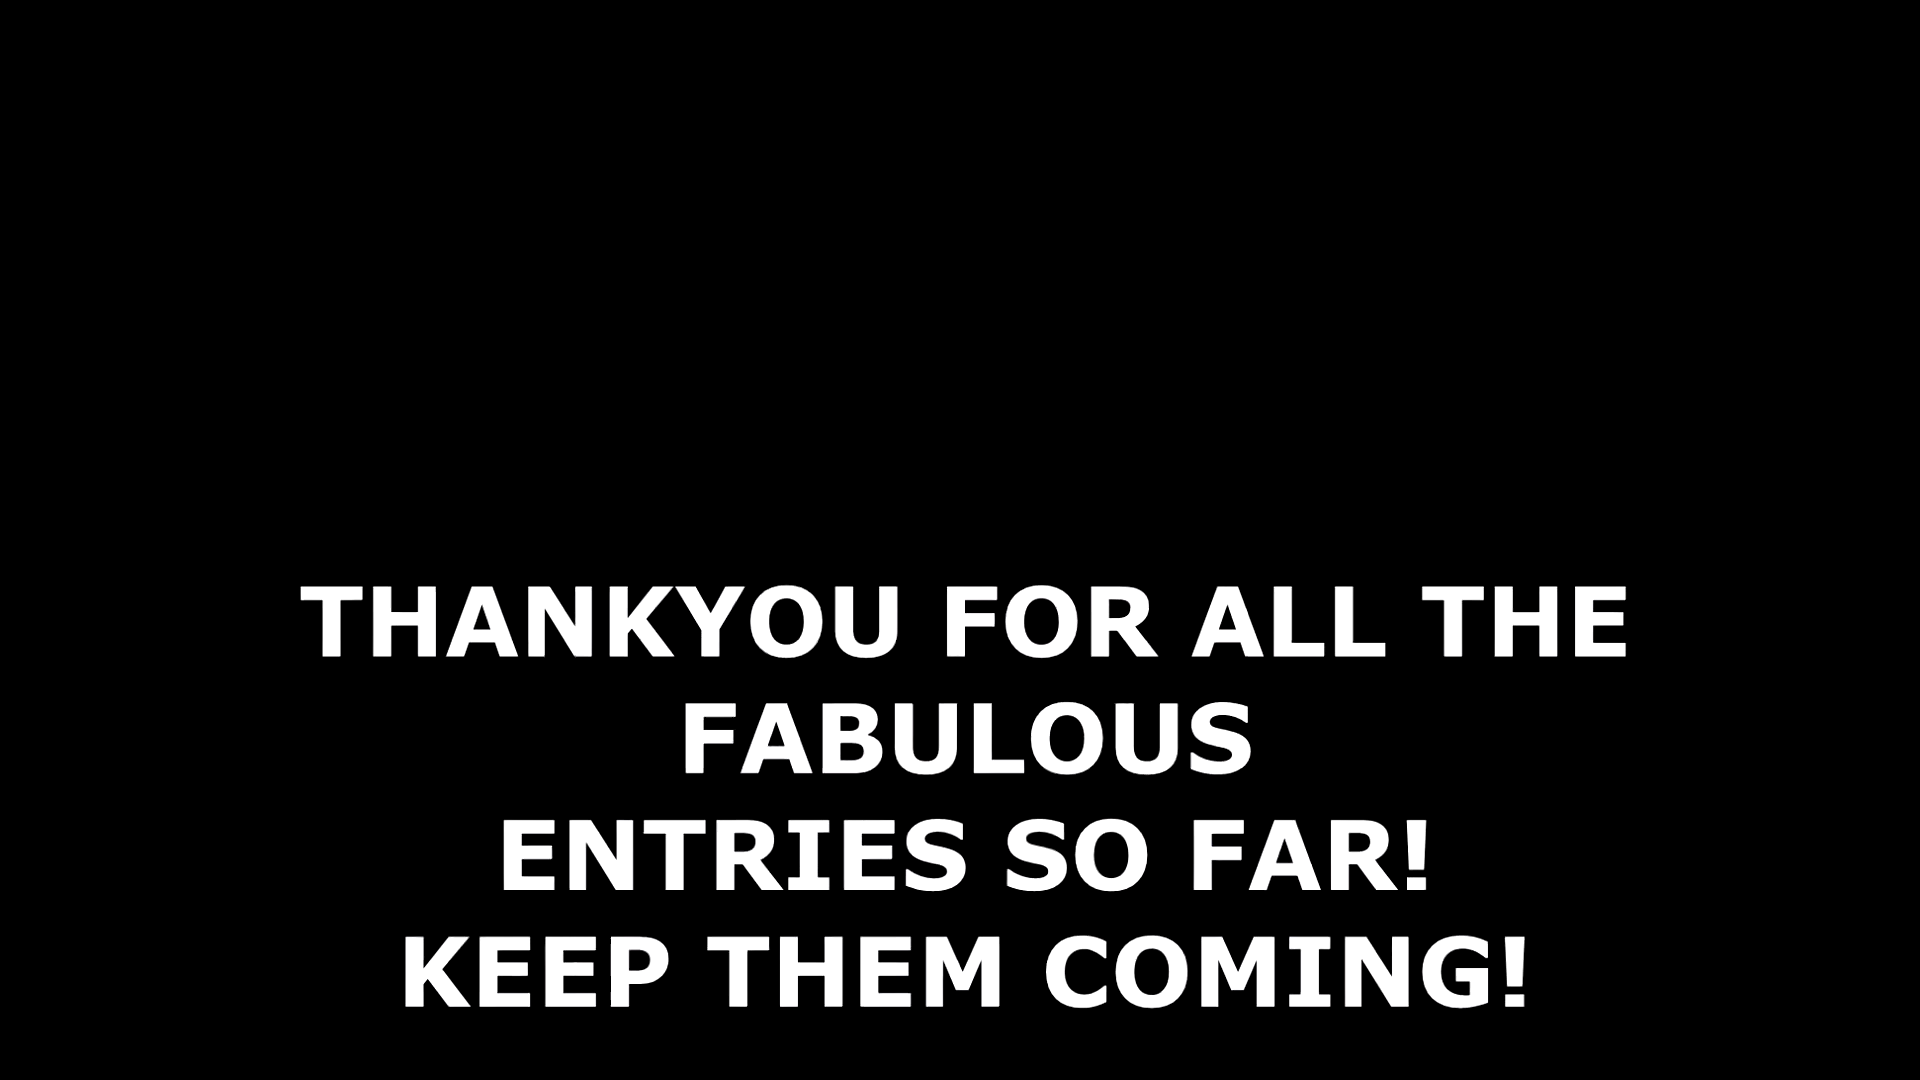 THANKYOU FOR ALL THE
FABULOUS
ENTRIES SO FAR!
KEEP THEM COMING!